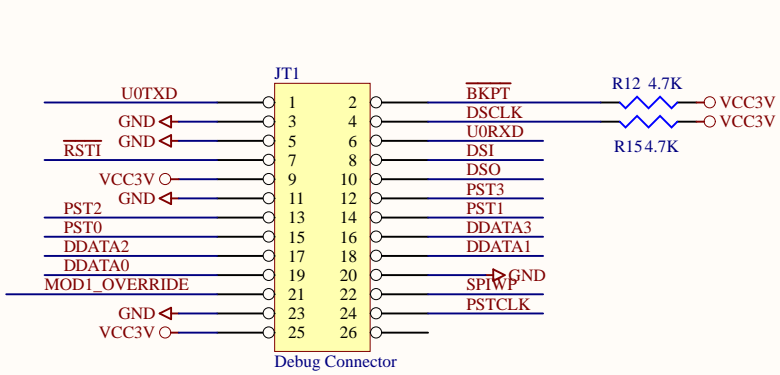 JT1
R12 4.7K
U0TXD 1 2 BKPT VCC3V
GND 3 4 DSCLK VCC3V
GND 5 6 U0RXD
R15 4.7K
RSTI 7 8 DSI
VCC3V 9 10 DSO
GND 11 12 PST3
PST2 13 14 PST1
PST0 15 16 DDATA3
DDATA2 17 18 DDATA1
DDATA0 19 20 GND
MOD1_OVERRIDE 21 22 SPIWP
GND 23 24 PSTCLK
VCC3V 25 26
Debug Connector